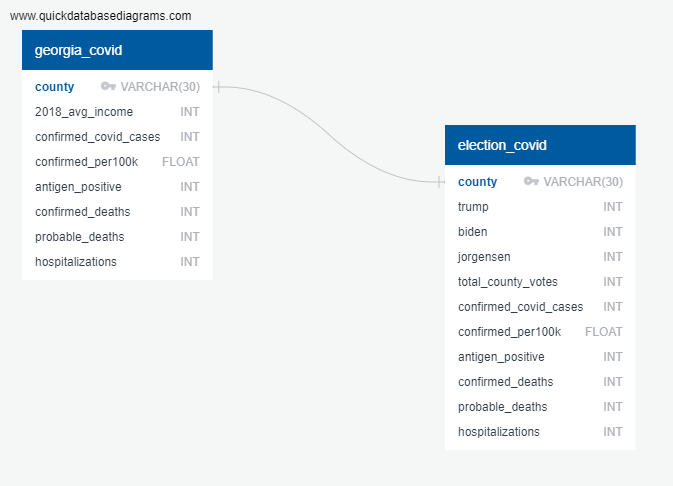 www.quickdatabasediagrams.com
georgia_covid
county VARCHAR(30)
2018_avg_income INT
confirmed_covid_cases INT
confirmed_per100k FLOAT
antigen_positive INT
confirmed_deaths INT
probable_deaths INT
hospitalizations INT
election_covid
county VARCHAR(30)
trump INT
biden INT
jorgensen INT
total_county_votes INT
confirmed_covid_cases INT
confirmed_per100k FLOAT
antigen_positive INT
confirmed_deaths INT
probable_deaths INT
hospitalizations INT